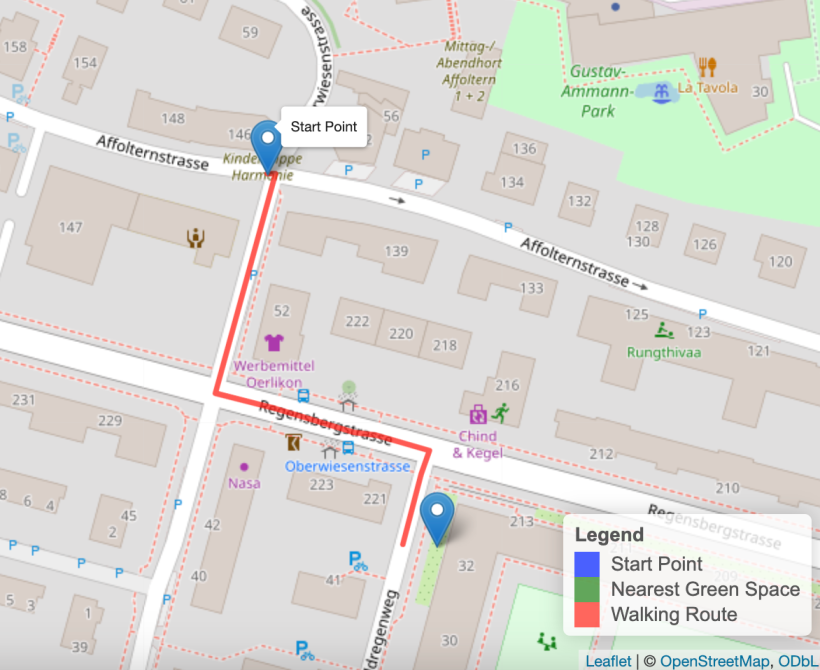 59
158
154
Mittag-/
Abendhort
Affoltern
1 + 2
Gustav-
Ammann-
Park
La Tavola
30
P
P
148
146
56
Start Point
Affolternstrasse
Kindergruppe
Harmonie
P
P
P
136
134
132
128
130
126
120
147
139
P
P
Affolternstrasse
133
52
222
220
218
125
123
121
P
Rungthivaa
Werbemittel
Oerlikon
216
231
229
Regensbergstrasse
Chind
& Kegel
212
Oberwiesenstrasse
Nasa
223
221
210
Regensbergstrasse
213
8
6
4
45
2
42
P
32
209
P
P
P
P
P
P
40
41
5
3
1
39
30
P
Legend
Start Point
Nearest Green Space
Walking Route
Leaflet | © OpenStreetMap, ODbL